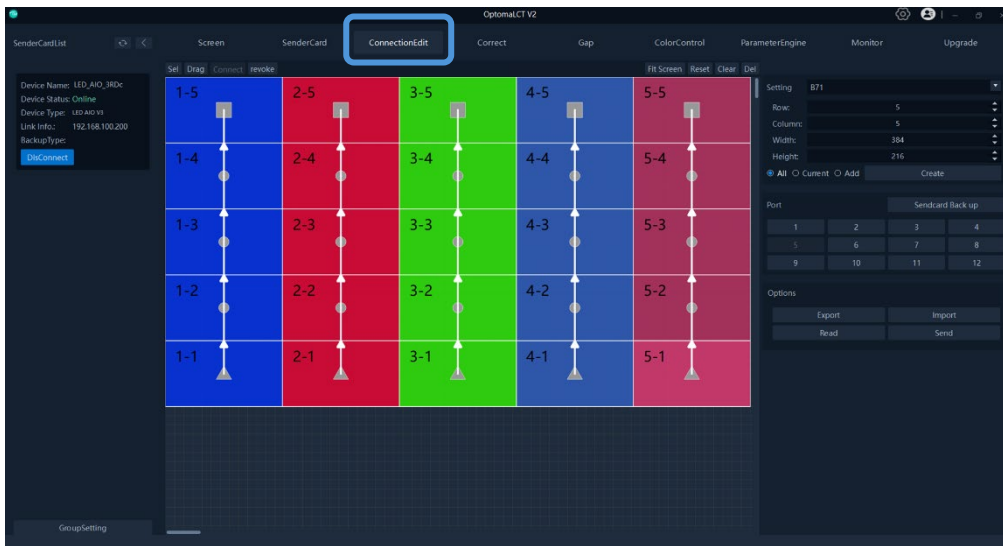 OptomaLCT V2
SenderCardList
Screen SenderCard ConnectionEdit Correct Gap ColorControl ParameterEngine Monitor Upgrade
Sel Drag Connect revoke Fit Screen Reset Clear Del
Device Name: LED_AIO_3RDc
Device Status: Online
Device Type: LED AIO V3
Link Info.: 192.168.100.200
BackupType:
DisConnect
1-5 2-5 3-5 4-5 5-5
1-4 2-4 3-4 4-4 5-4
1-3 2-3 3-3 4-3 5-3
1-2 2-2 3-2 4-2 5-2
1-1 2-1 3-1 4-1 5-1
Setting B71
Row: 5
Column: 5
Width: 384
Height: 216
All Current Add Create
Port Sendcard Back up
1 2 3 4
5 6 7 8
9 10 11 12
Options
Export Import
Read Send
GroupSetting